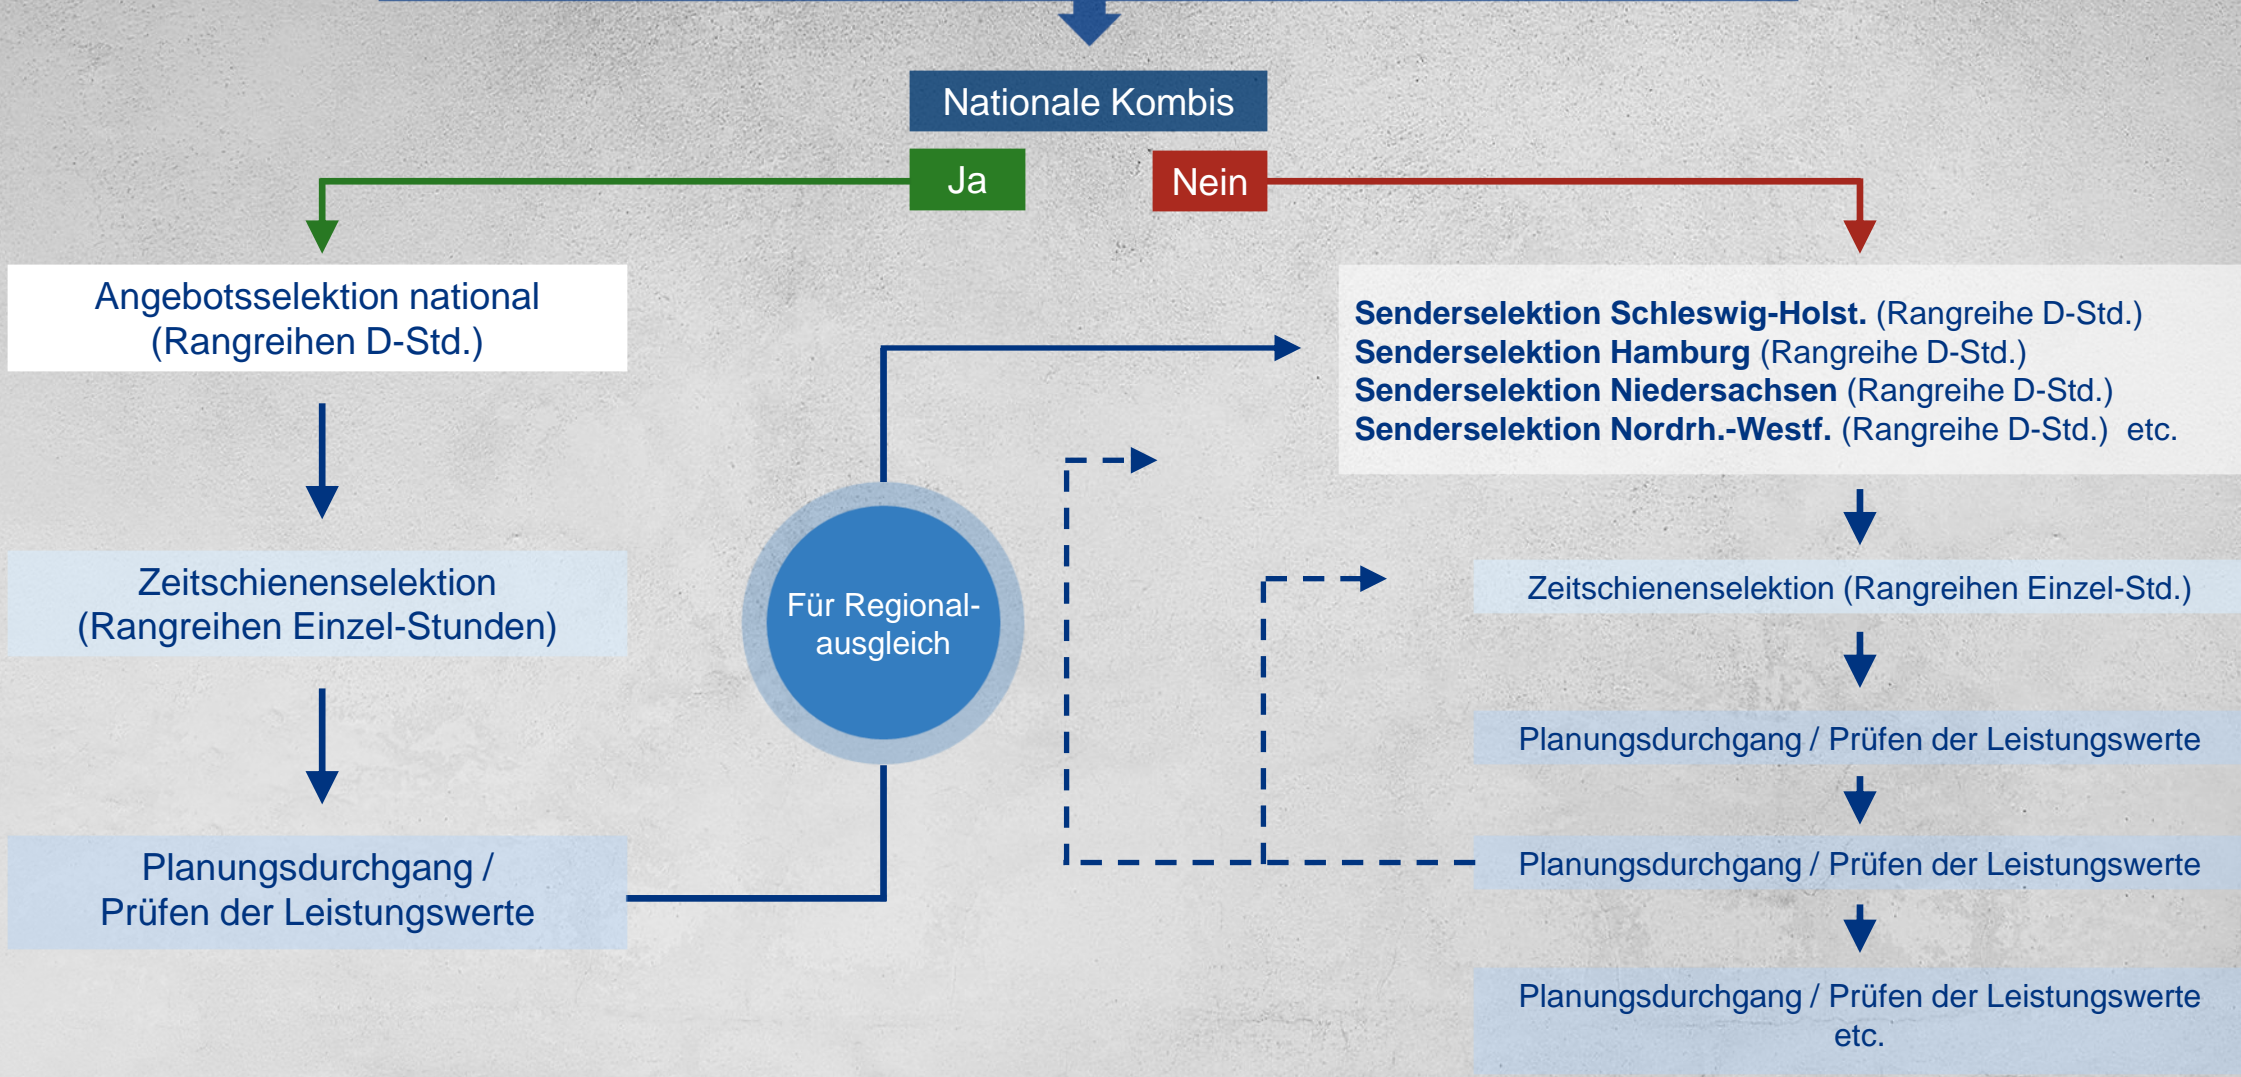 Nationale Kombis
Ja
Nein
Angebotsselektion national
(Rangreihen D-Std.)
Zeitschienenselektion
(Rangreihen Einzel-Stunden)
Planungsdurchgang /
Prüfen der Leistungswerte
Für Regional-
ausgleich
Senderselektion Schleswig-Holst. (Rangreihe D-Std.)
Senderselektion Hamburg (Rangreihe D-Std.)
Senderselektion Niedersachsen (Rangreihe D-Std.)
Senderselektion Nordrh.-Westf. (Rangreihe D-Std.) etc.
Zeitschienenselektion (Rangreihen Einzel-Std.)
Planungsdurchgang / Prüfen der Leistungswerte
Planungsdurchgang / Prüfen der Leistungswerte
Planungsdurchgang / Prüfen der Leistungswerte
etc.